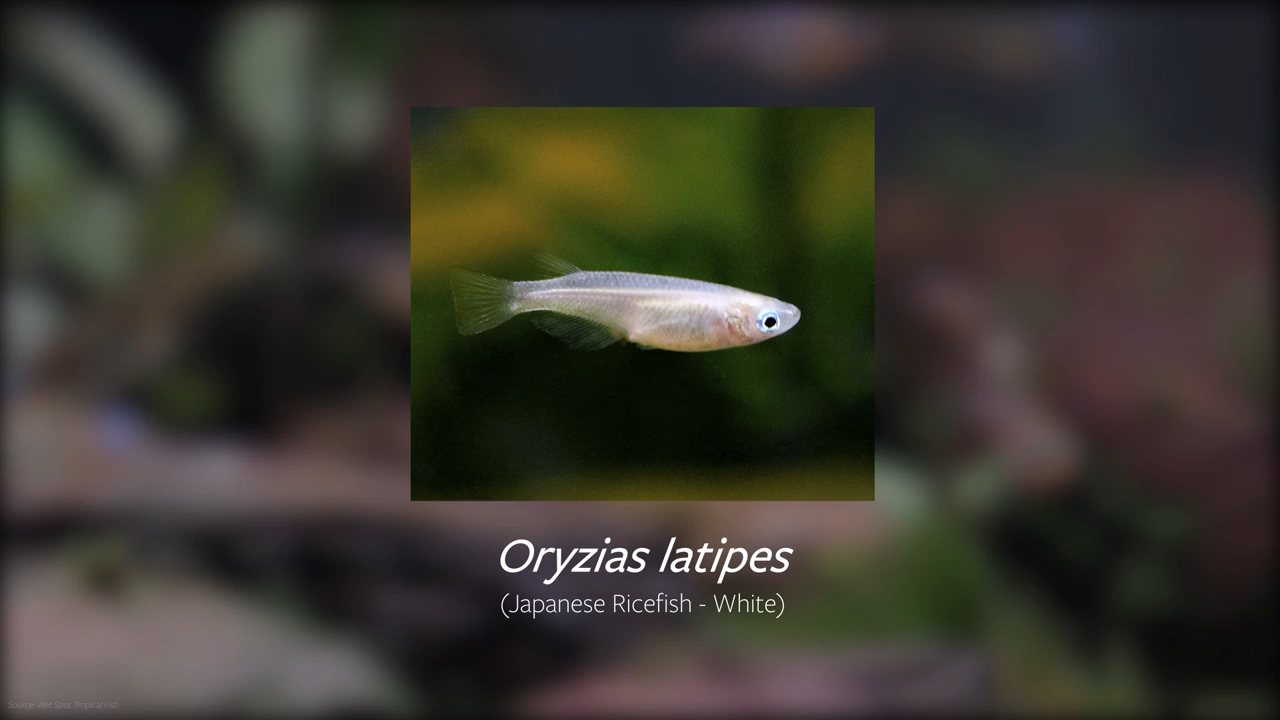 Oryzias latipes
(Japanese Ricefish - White)
Source: Wet Spot Tropical Fish